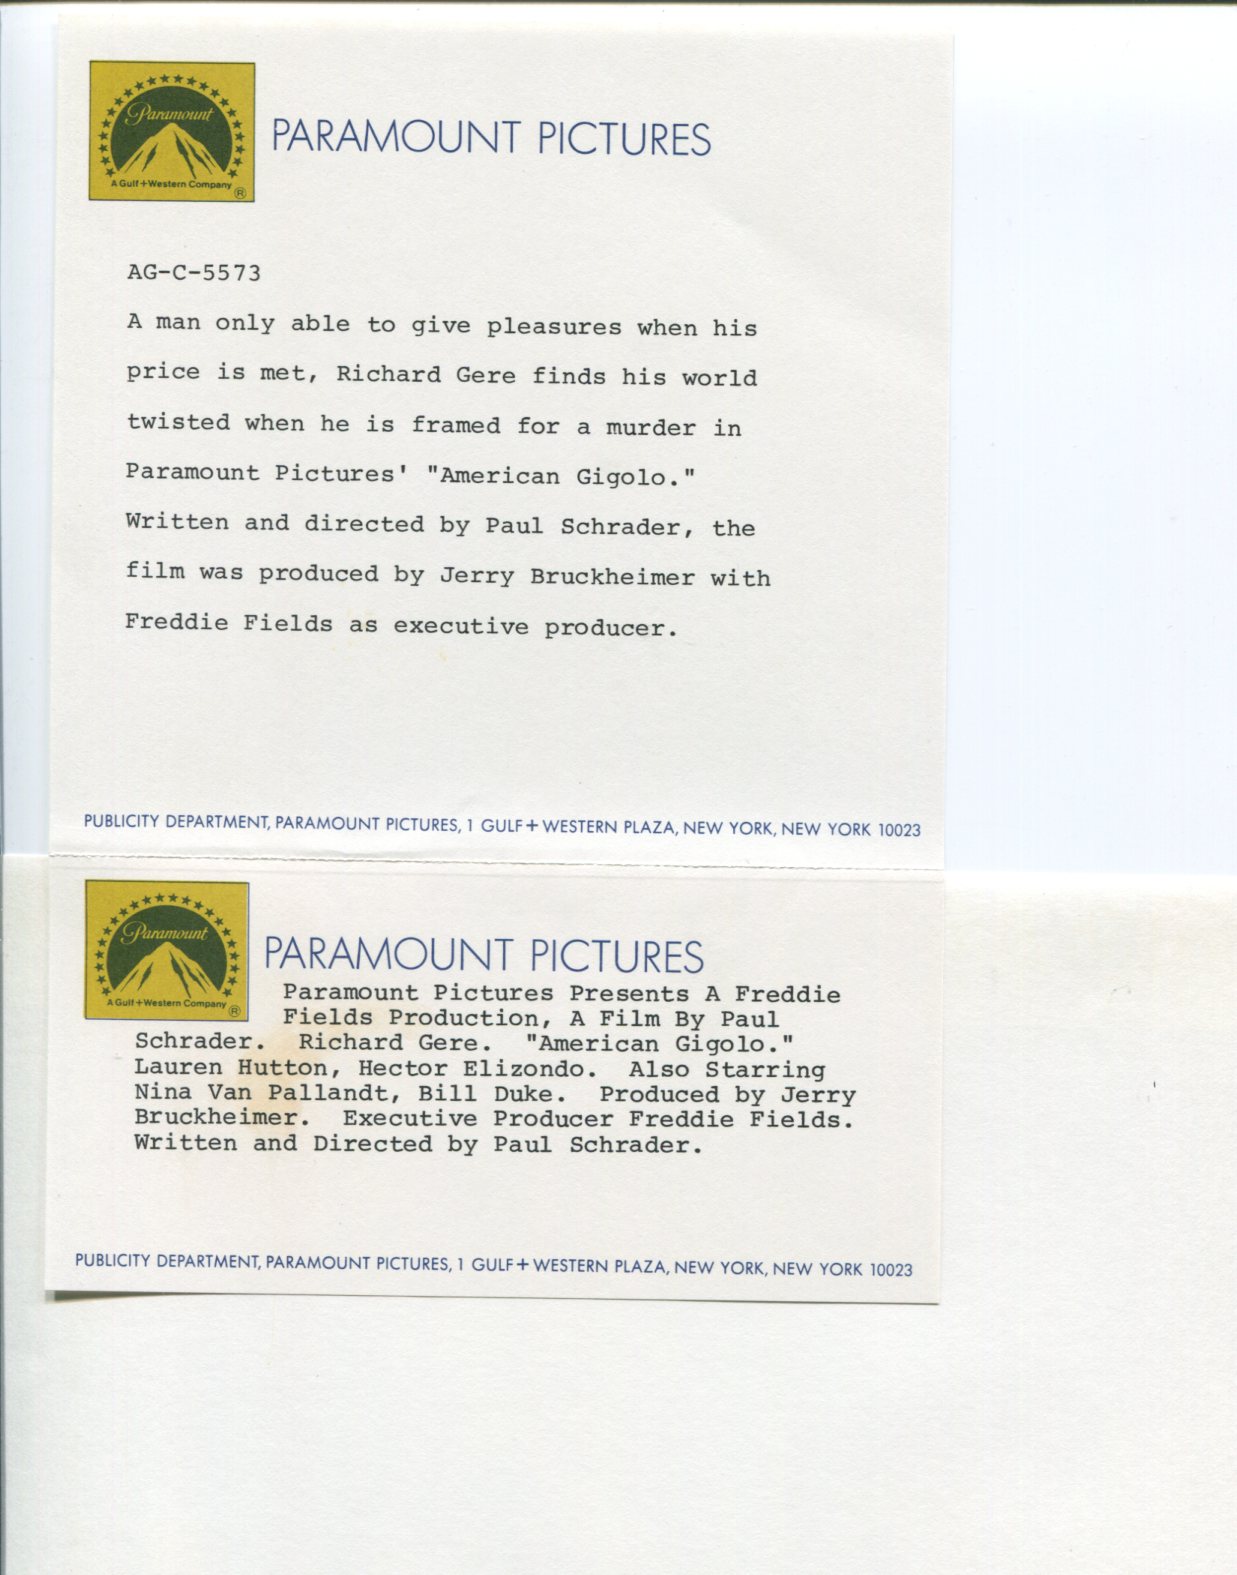 Paramount
A Gulf+Western Company
®
PARAMOUNT PICTURES
AG-C-5573
A man only able to give pleasures when his
price is met, Richard Gere finds his world
twisted when he is framed for a murder in
Paramount Pictures' "American Gigolo."
Written and directed by Paul Schrader, the
film was produced by Jerry Bruckheimer with
Freddie Fields as executive producer.
PUBLICITY DEPARTMENT, PARAMOUNT PICTURES, 1 GULF+WESTERN PLAZA, NEW YORK, NEW YORK 10023
Paramount
A Gulf+Western Company
®
PARAMOUNT PICTURES
Paramount Pictures Presents A Freddie
Fields Production, A Film By Paul
Schrader.  Richard Gere.  "American Gigolo."
Lauren Hutton, Hector Elizondo.  Also Starring
Nina Van Pallandt, Bill Duke.  Produced by Jerry
Bruckheimer.  Executive Producer Freddie Fields.
Written and Directed by Paul Schrader.
PUBLICITY DEPARTMENT, PARAMOUNT PICTURES, 1 GULF+WESTERN PLAZA, NEW YORK, NEW YORK 10023